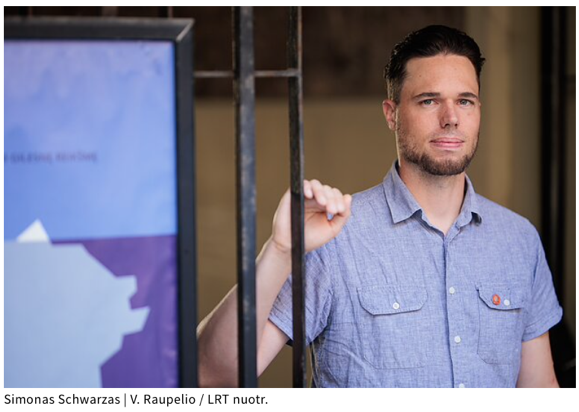 Simonas Schwarzas | V. Raupelio / LRT nuotr.